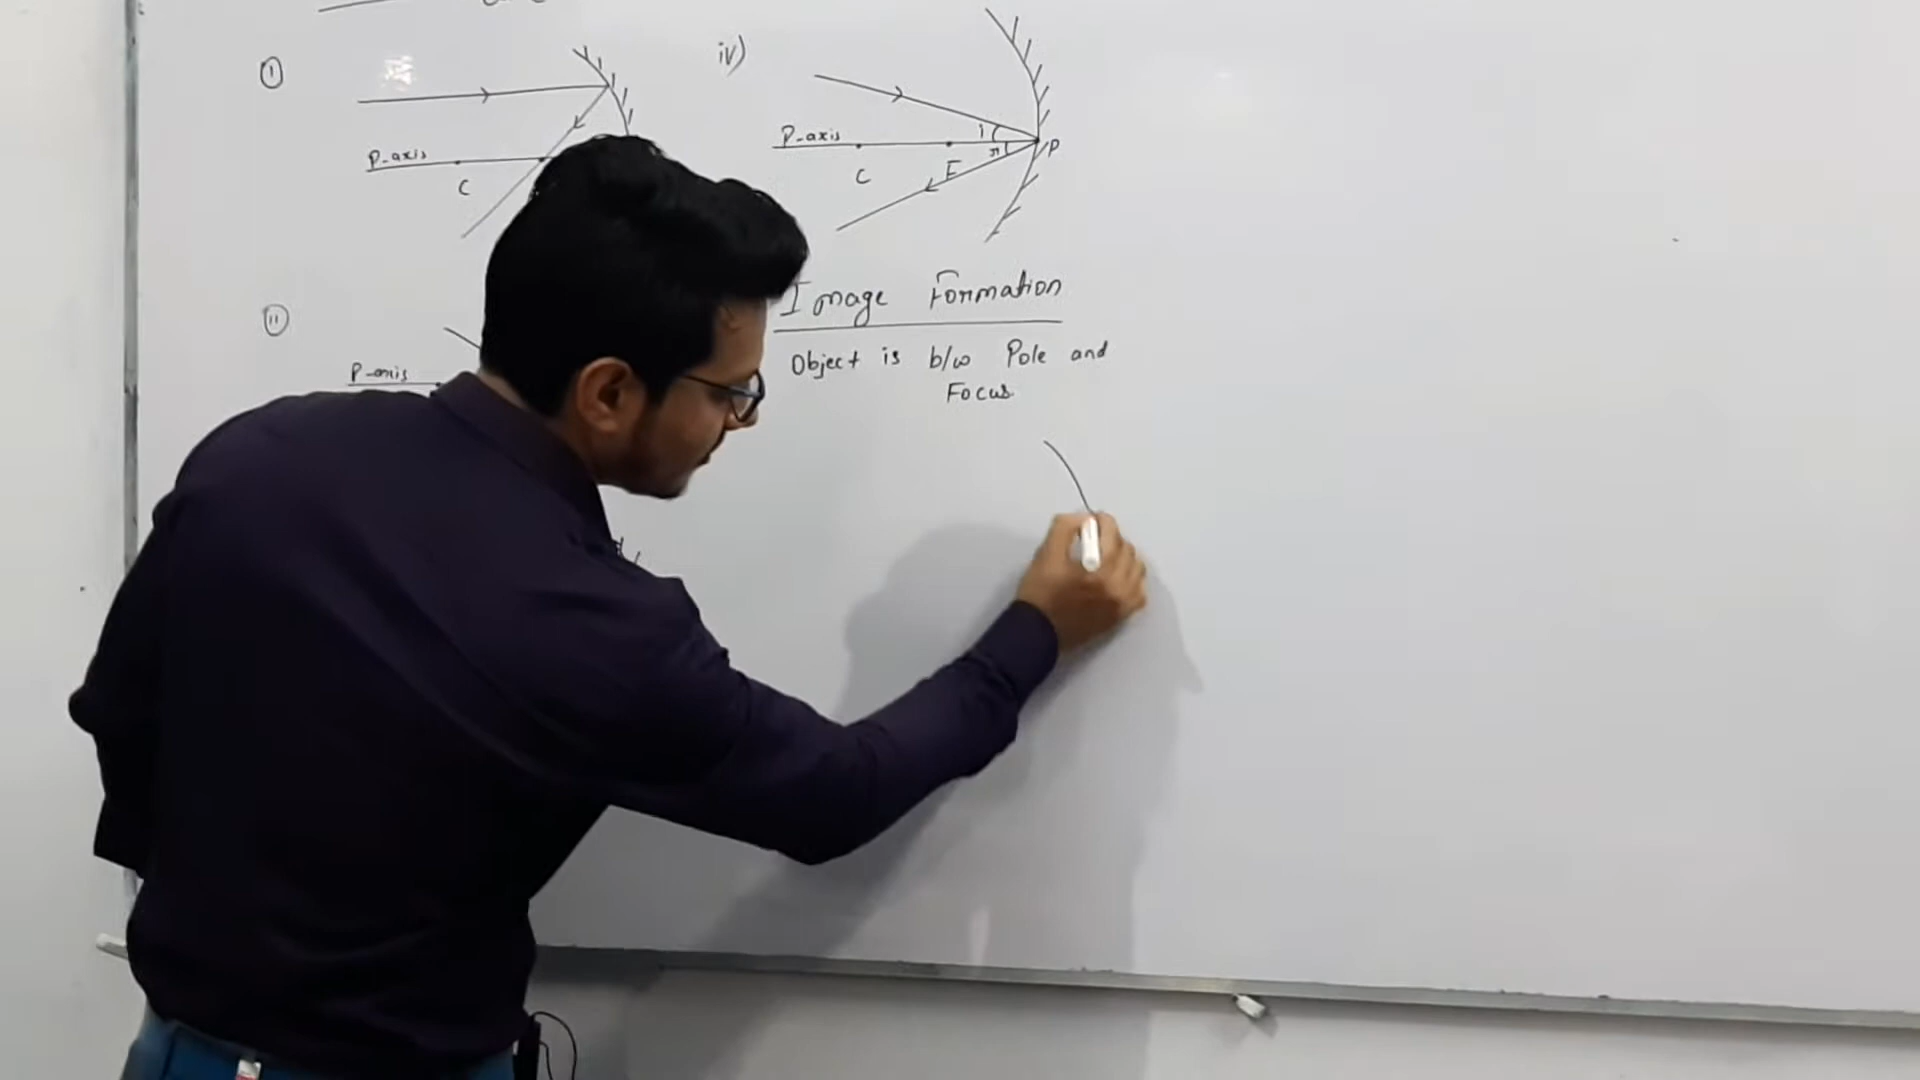 ①
P-axis
C
iv)
P-axis
i
r
P
C
F
Image Formation
Object is b/w Pole and
Focus
(ii)
P-axis